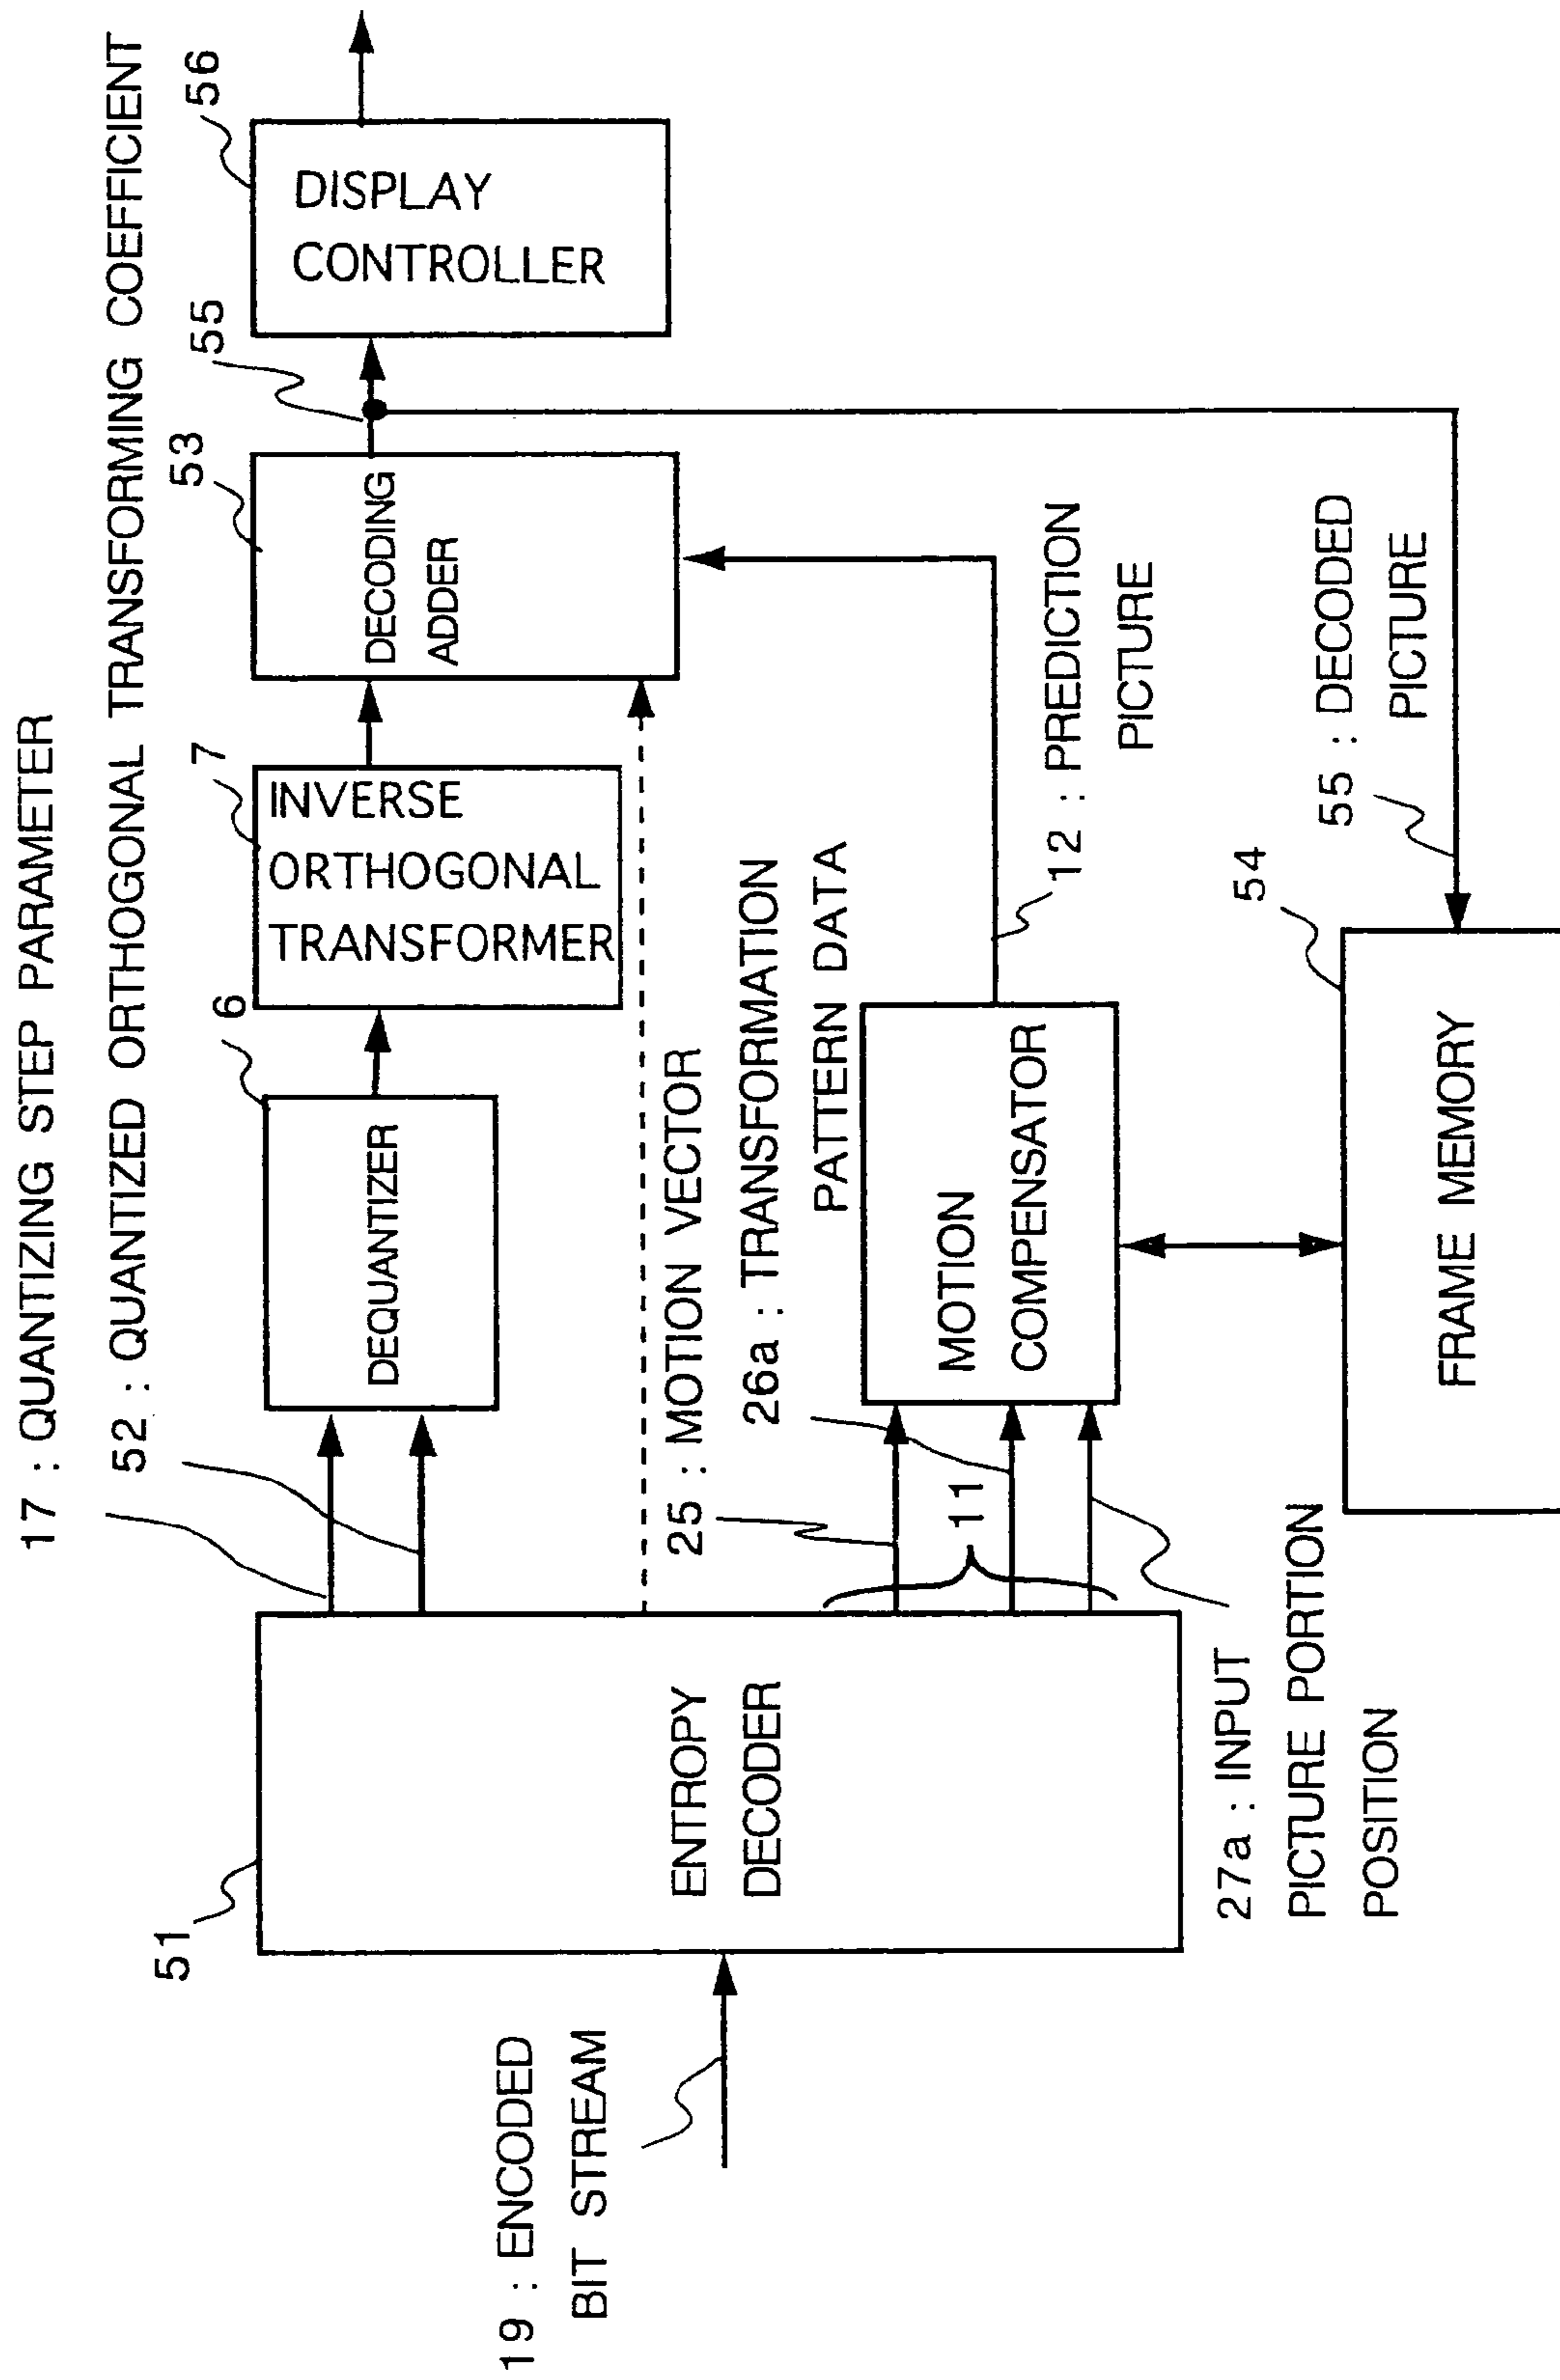 17 : QUANTIZING STEP PARAMETER
52 : QUANTIZED ORTHOGONAL TRANSFORMING COEFFICIENT
51
6
7
53
55
56
DEQUANTIZER
INVERSE
ORTHOGONAL
TRANSFORMER
DECODING
ADDER
DISPLAY
CONTROLLER
19 : ENCODED
BIT STREAM
ENTROPY
DECODER
25 : MOTION VECTOR
26a : TRANSFORMATION
PATTERN DATA
11
MOTION
COMPENSATOR
12 : PREDICTION
PICTURE
27a : INPUT
PICTURE PORTION
POSITION
54
55 : DECODED
PICTURE
FRAME MEMORY